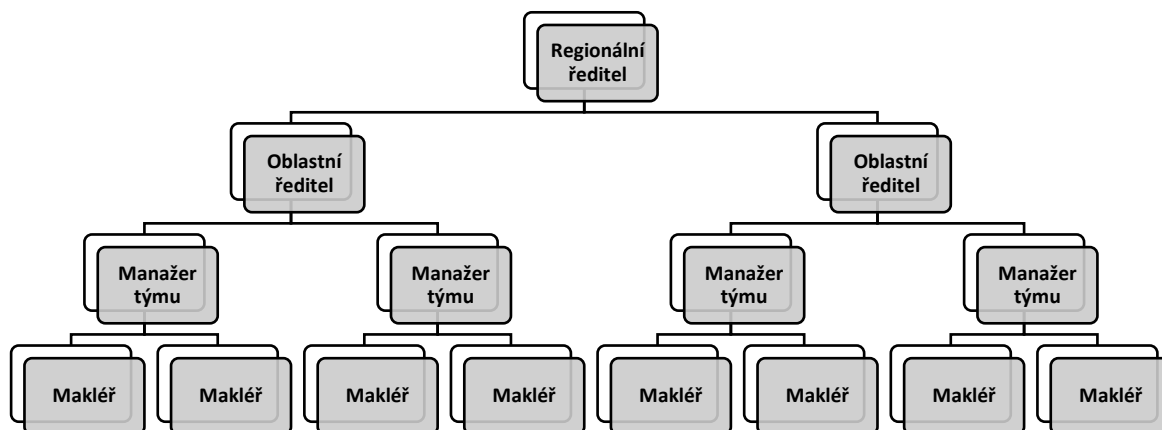 Regionální
ředitel
Oblastní
ředitel
Oblastní
ředitel
Manažer
týmu
Manažer
týmu
Manažer
týmu
Manažer
týmu
Makléř
Makléř
Makléř
Makléř
Makléř
Makléř
Makléř
Makléř